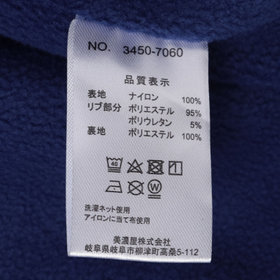 NO. 3450-7060
品質表示
表地 ナイロン 100%
リブ部分 ポリエステル 95%
ポリウレタン 5%
裏地 ポリエステル 100%
洗濯ネット使用
アイロンに当て布使用
美濃屋株式会社
岐阜県岐阜市柳津町高桑5-112